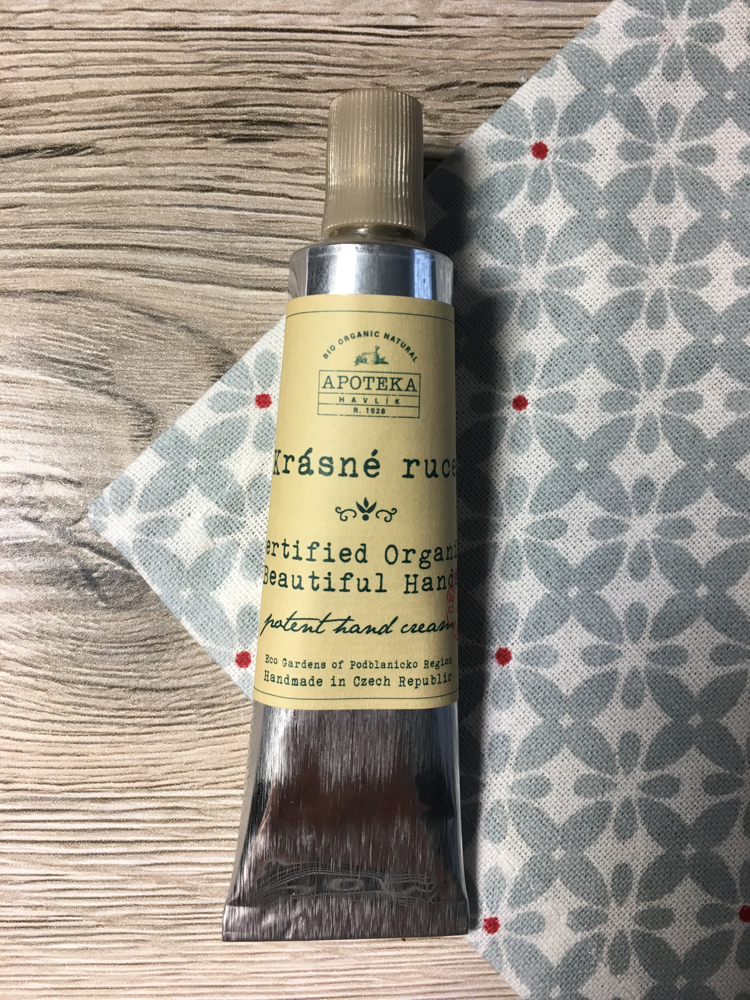 BIO ORGANIC NATURAL
APOTEKA
HAVLÍK
R. 1928
Krásné ruce
ertified Organi
Beautiful Hands
potent hand cream
Eco Gardens of Podblanicko Region
Handmade in Czech Republic